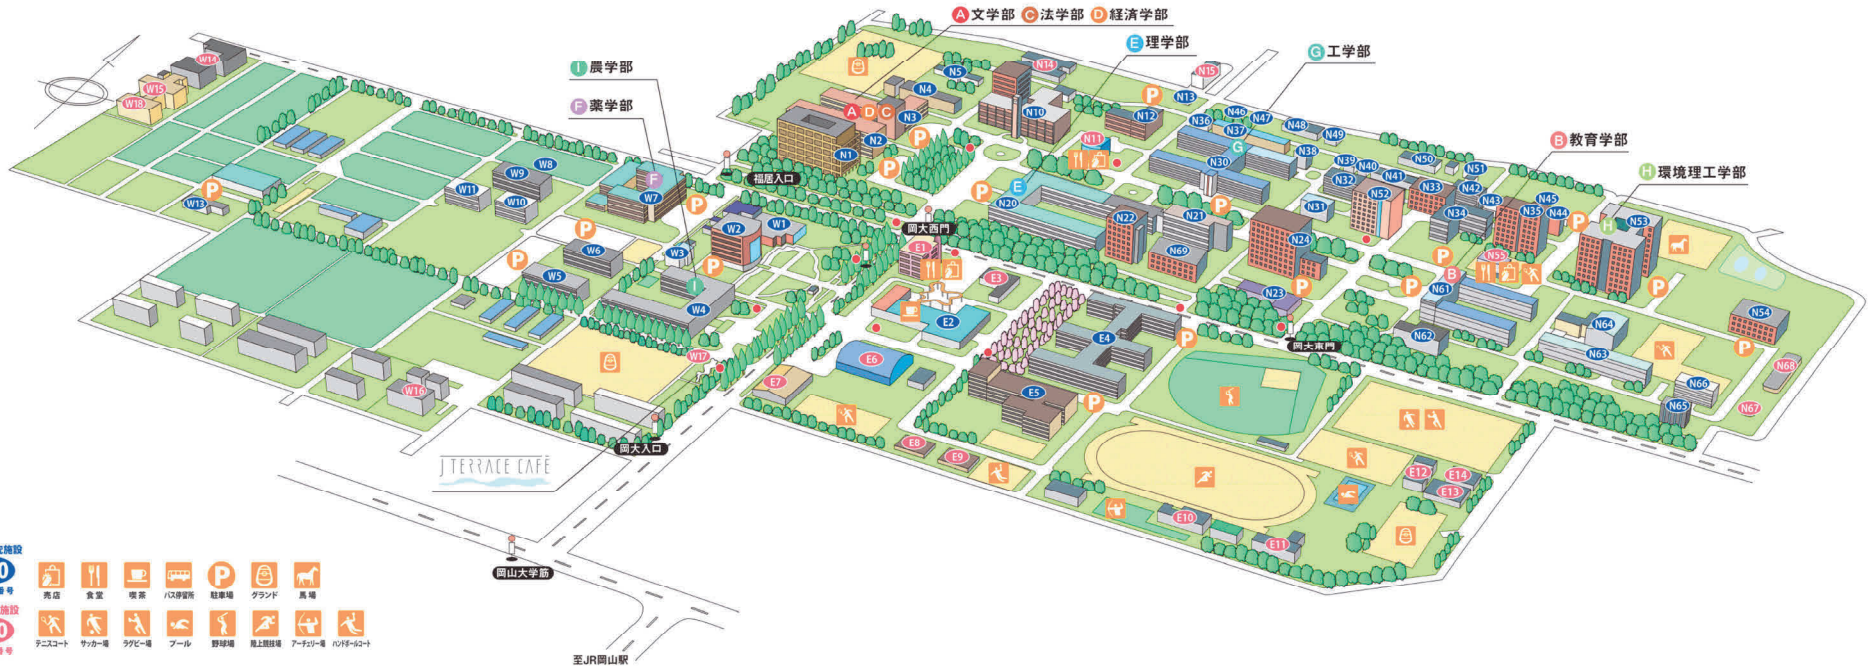 A 文学部 C 法学部 D 経済学部
E 理学部
G 工学部
I 農学部
F 薬学部
B 教育学部
H 環境理工学部
W14
W15
W18
N5
N14
N15
N4
N13
N10
A D C
N3
N12
N46
N47
N36
N37
N48
N49
N2
N1
N11
G
N38
N30
N50
N51
N39
N40
N41
N32
N33
N42
N52
N43
N45
N34
N35
N44
N53
H
W8
W9
W11
W10
W13
F
W7
福居入口
E
N20
N22
N21
N31
N24
N69
W1
W2
W3
W6
W5
I
W4
岡大西門
E1
E3
E2
N23
N55
B
N61
N54
N62
N64
N63
岡大東門
E4
E6
E7
E5
W17
W16
N68
N66
N65
N67
岡大入口
J TERRACE CAFE
E8
E9
E12
E14
E13
E10
E11
岡山大学筋
至JR岡山駅
施設
0
番号
売店
食堂
喫茶
バス停留所
P
駐車場
グランド
馬場
施設
0
番号
テニスコート
サッカー場
ラグビー場
プール
野球場
陸上競技場
アーチェリー場
ハンドボールコート